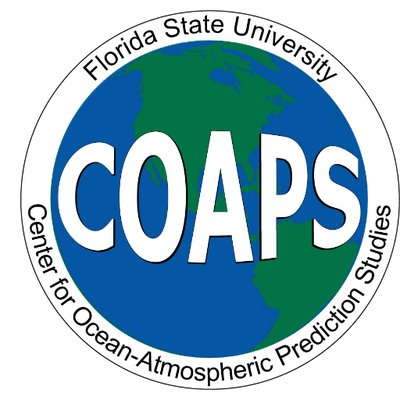 Florida State University
COAPS
Center for Ocean-Atmospheric Prediction Studies